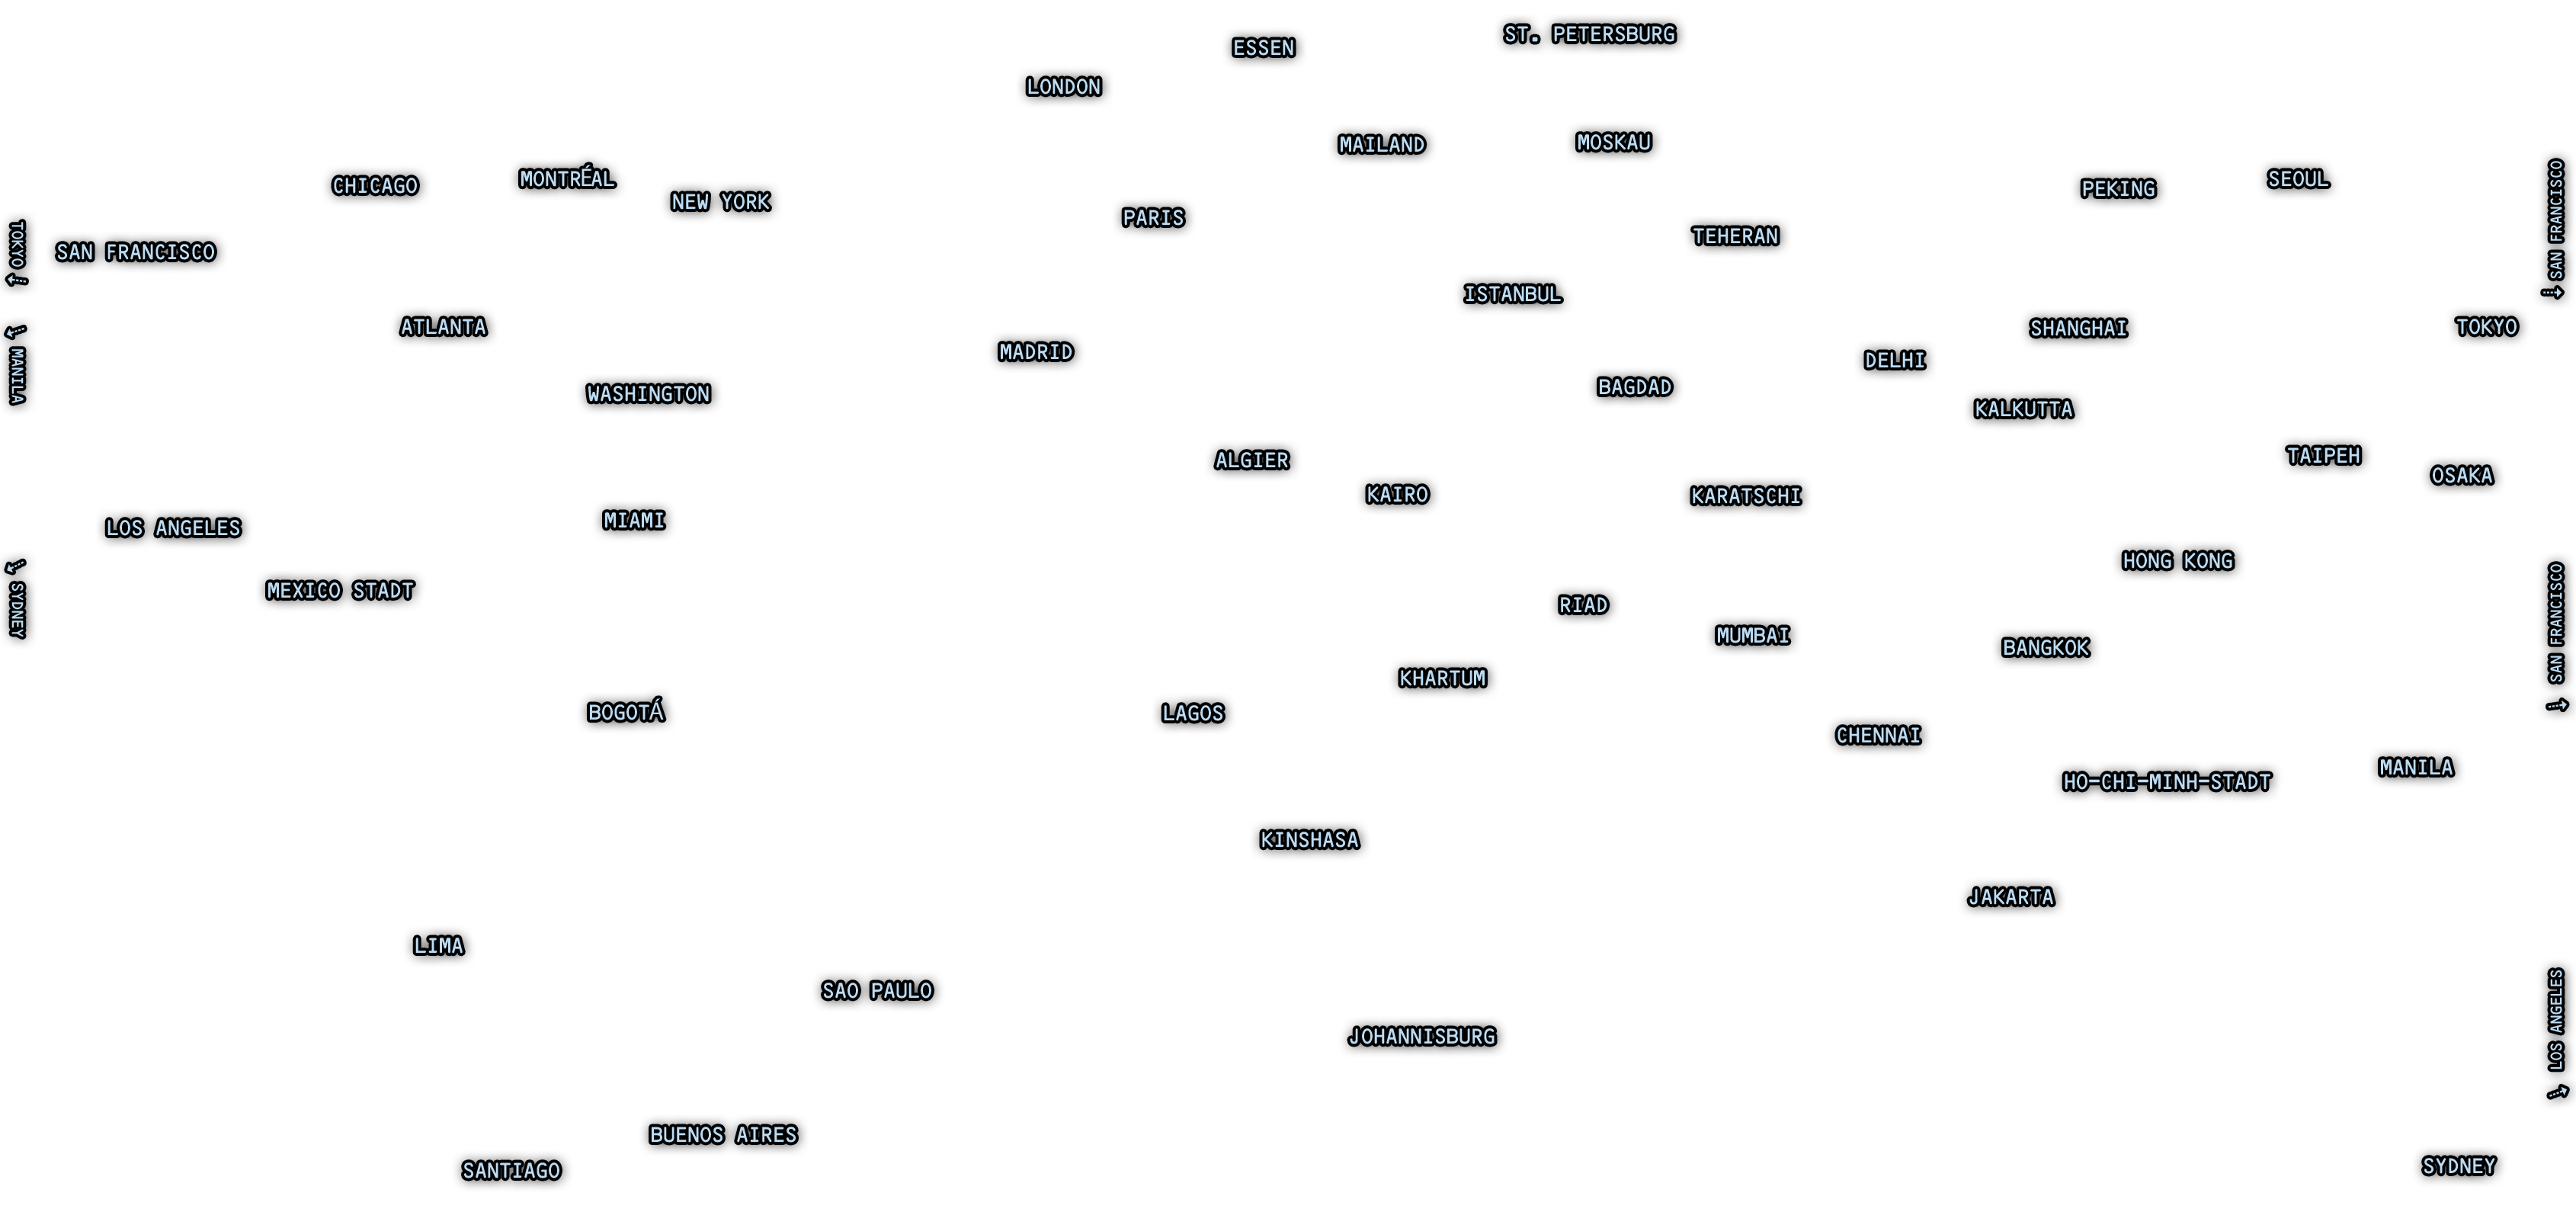 ST. PETERSBURG
ESSEN
LONDON
MOSKAU
MAILAND
CHICAGO
MONTRÉAL
NEW YORK
PEKING
SEOUL
SAN FRANCISCO
PARIS
TEHERAN
TOKYO
SAN FRANCISCO
ISTANBUL
ATLANTA
SHANGHAI
TOKYO
MADRID
DELHI
MANILA
BAGDAD
WASHINGTON
KALKUTTA
ALGIER
TAIPEH
OSAKA
KAIRO
KARATSCHI
MIAMI
LOS ANGELES
HONG KONG
MEXICO STADT
RIAD
SYDNEY
SAN FRANCISCO
MUMBAI
BANGKOK
KHARTUM
BOGOTÁ
LAGOS
CHENNAI
MANILA
HO-CHI-MINH-STADT
KINSHASA
JAKARTA
LIMA
SAO PAULO
LOS ANGELES
JOHANNISBURG
BUENOS AIRES
SANTIAGO
SYDNEY